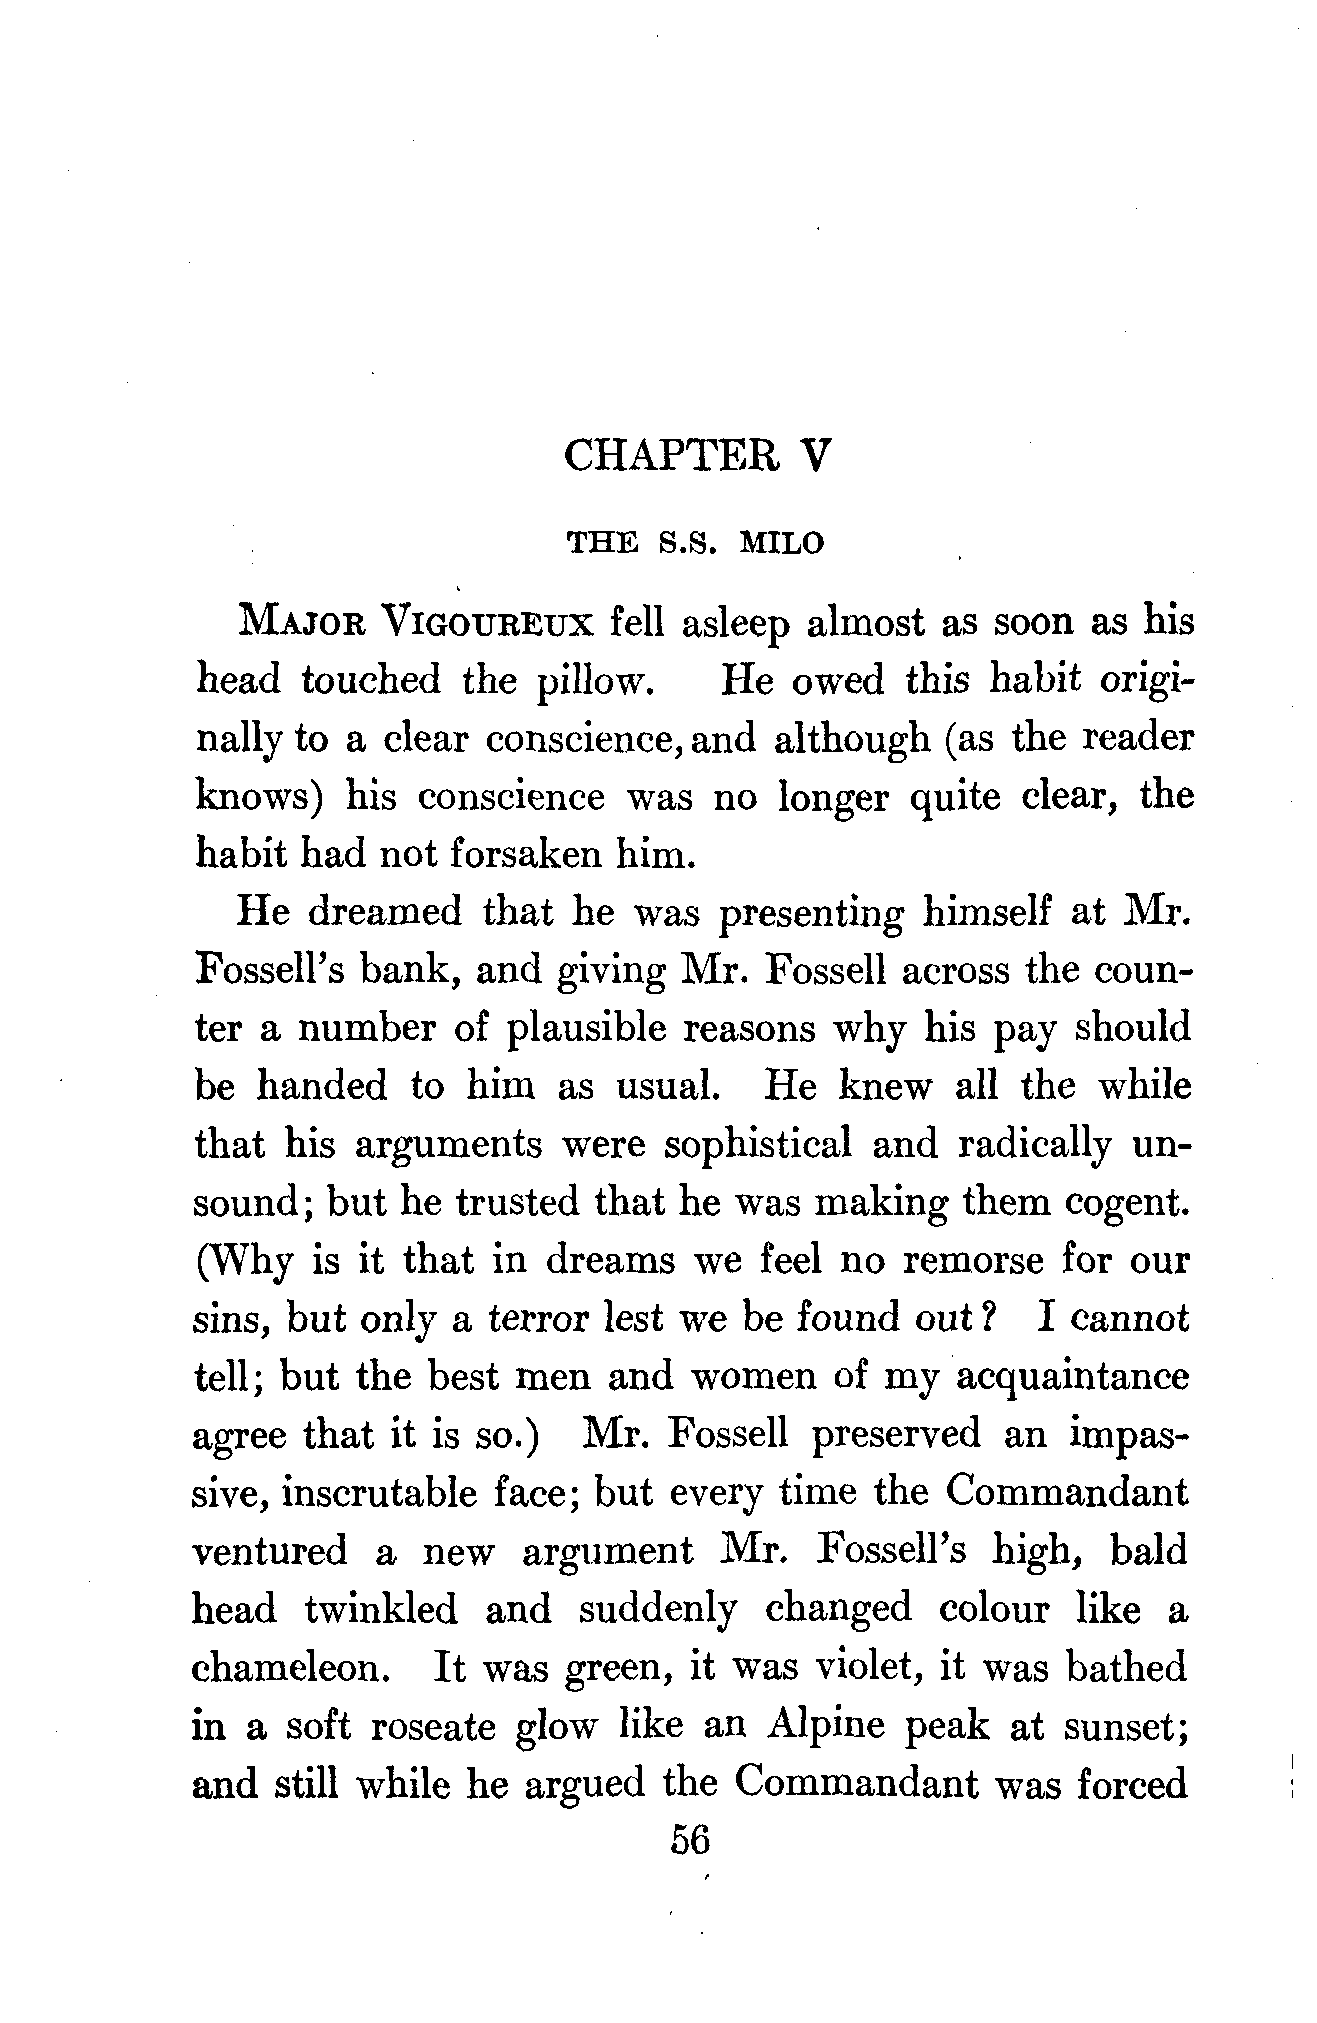 CHAPTER V
THE S.S. MILO
MAJOR VIGOUREUX fell asleep almost as soon as his
head touched the pillow. He owed this habit origi-
nally to a clear conscience, and although (as the reader
knows) his conscience was no longer quite clear, the
habit had not forsaken him.
He dreamed that he was presenting himself at Mr.
Fossell's bank, and giving Mr. Fossell across the coun-
ter a number of plausible reasons why his pay should
be handed to him as usual. He knew all the while
that his arguments were sophistical and radically un-
sound; but he trusted that he was making them cogent.
(Why is it that in dreams we feel no remorse for our
sins, but only a terror lest we be found out? I cannot
tell; but the best men and women of my acquaintance
agree that it is so.) Mr. Fossell preserved an impas-
sive, inscrutable face; but every time the Commandant
ventured a new argument Mr. Fossell's high, bald
head twinkled and suddenly changed colour like a
chameleon. It was green, it was violet, it was bathed
in a soft roseate glow like an Alpine peak at sunset;
and still while he argued the Commandant was forced
56